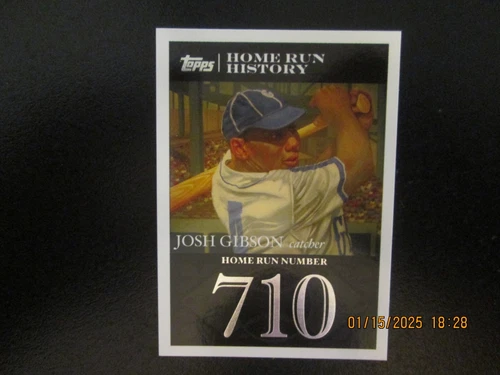 Topps
HOME RUN
HISTORY
JOSH GIBSON catcher
HOME RUN NUMBER
710
01/15/2025 18:28